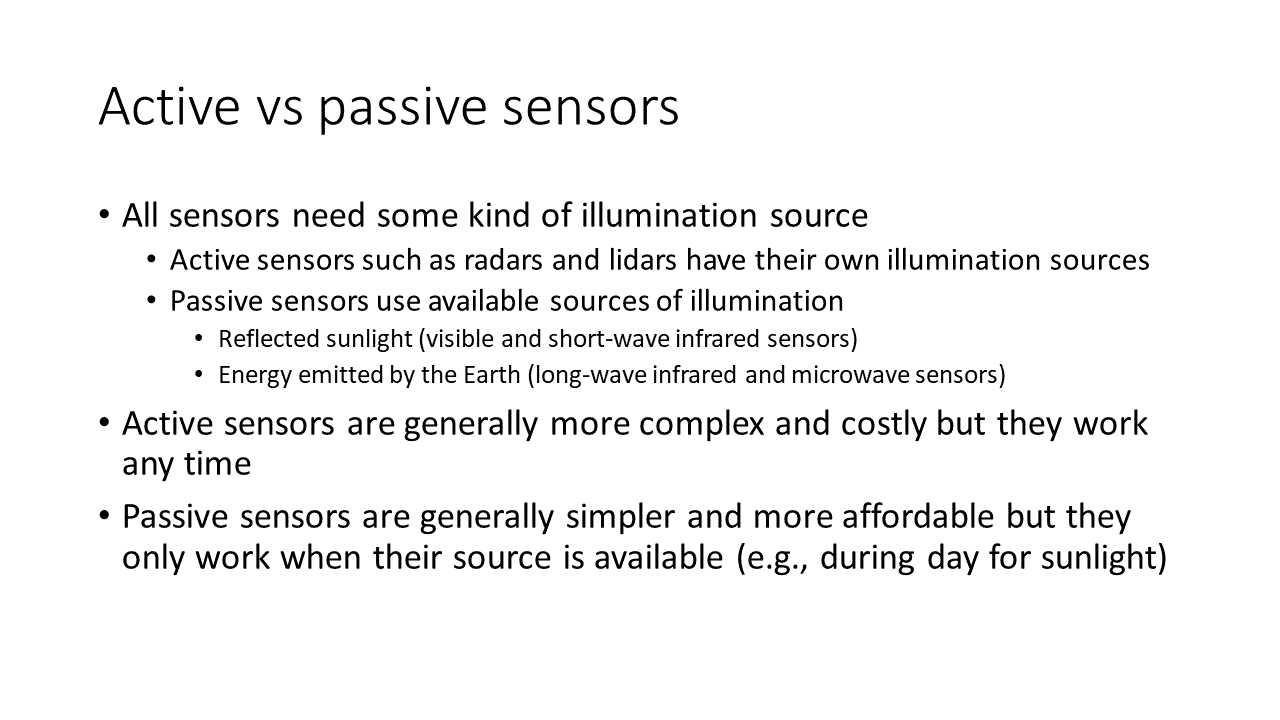 Active vs passive sensors
• All sensors need some kind of illumination source
• Active sensors such as radars and lidars have their own illumination sources
• Passive sensors use available sources of illumination
• Reflected sunlight (visible and short-wave infrared sensors)
• Energy emitted by the Earth (long-wave infrared and microwave sensors)
• Active sensors are generally more complex and costly but they work
any time
• Passive sensors are generally simpler and more affordable but they
only work when their source is available (e.g., during day for sunlight)